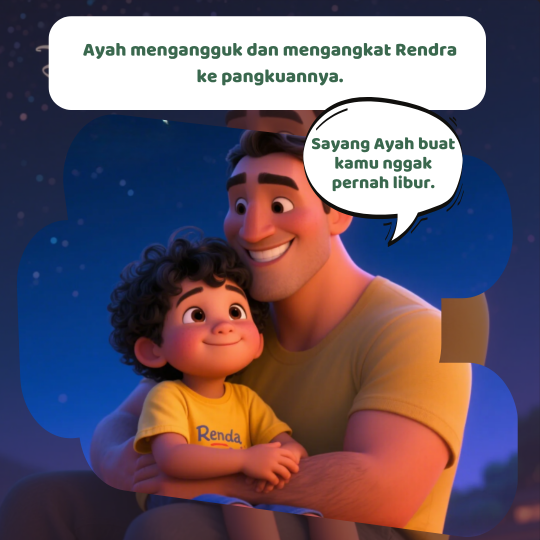 Ayah mengangguk dan mengangkat Rendra
ke pangkuannya.
Sayang Ayah buat
kamu nggak
pernah libur.
Renda